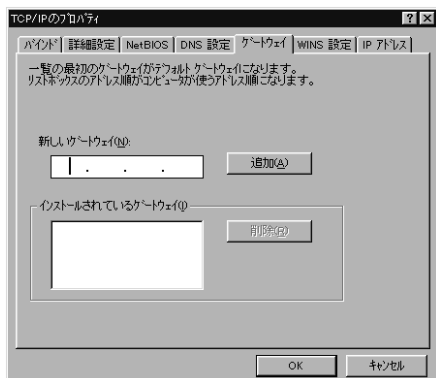 TCP/IPのプロパティ
バインド 詳細設定 NetBIOS DNS 設定 ゲートウェイ WINS 設定 IP アドレス
一覧の最初のゲートウェイがデフォルト ゲートウェイになります。
リストボックスのアドレス順がコンピュータが使うアドレス順になります。
新しいゲートウェイ(N):
. . .
追加(A)
インストールされているゲートウェイ(I)
削除(R)
OK キャンセル